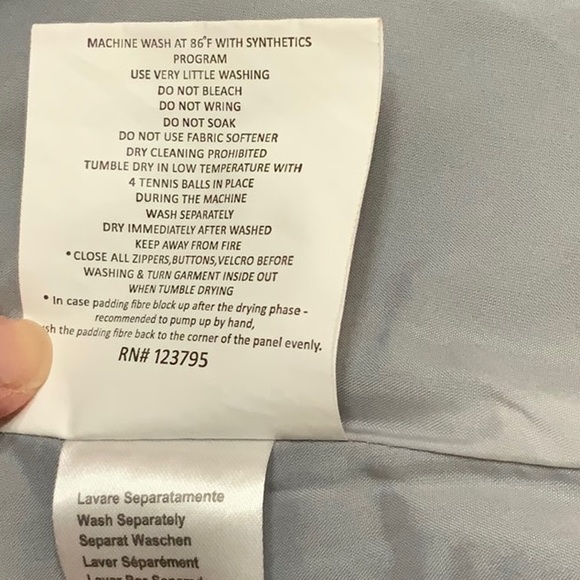 MACHINE WASH AT 86°F WITH SYNTHETICS
PROGRAM
USE VERY LITTLE WASHING
DO NOT BLEACH
DO NOT WRING
DO NOT SOAK
DO NOT USE FABRIC SOFTENER
DRY CLEANING PROHIBITED
TUMBLE DRY IN LOW TEMPERATURE WITH
4 TENNIS BALLS IN PLACE
DURING THE MACHINE
WASH SEPARATELY
DRY IMMEDIATELY AFTER WASHED
KEEP AWAY FROM FIRE
* CLOSE ALL ZIPPERS,BUTTONS,VELCRO BEFORE
WASHING & TURN GARMENT INSIDE OUT
WHEN TUMBLE DRYING
* In case padding fibre block up after the drying phase -
recommended to pump up by hand,
the padding fibre back to the corner of the panel evenly.
RN# 123795
Lavare Separatamente
Wash Separately
Separat Waschen
Laver Séparément